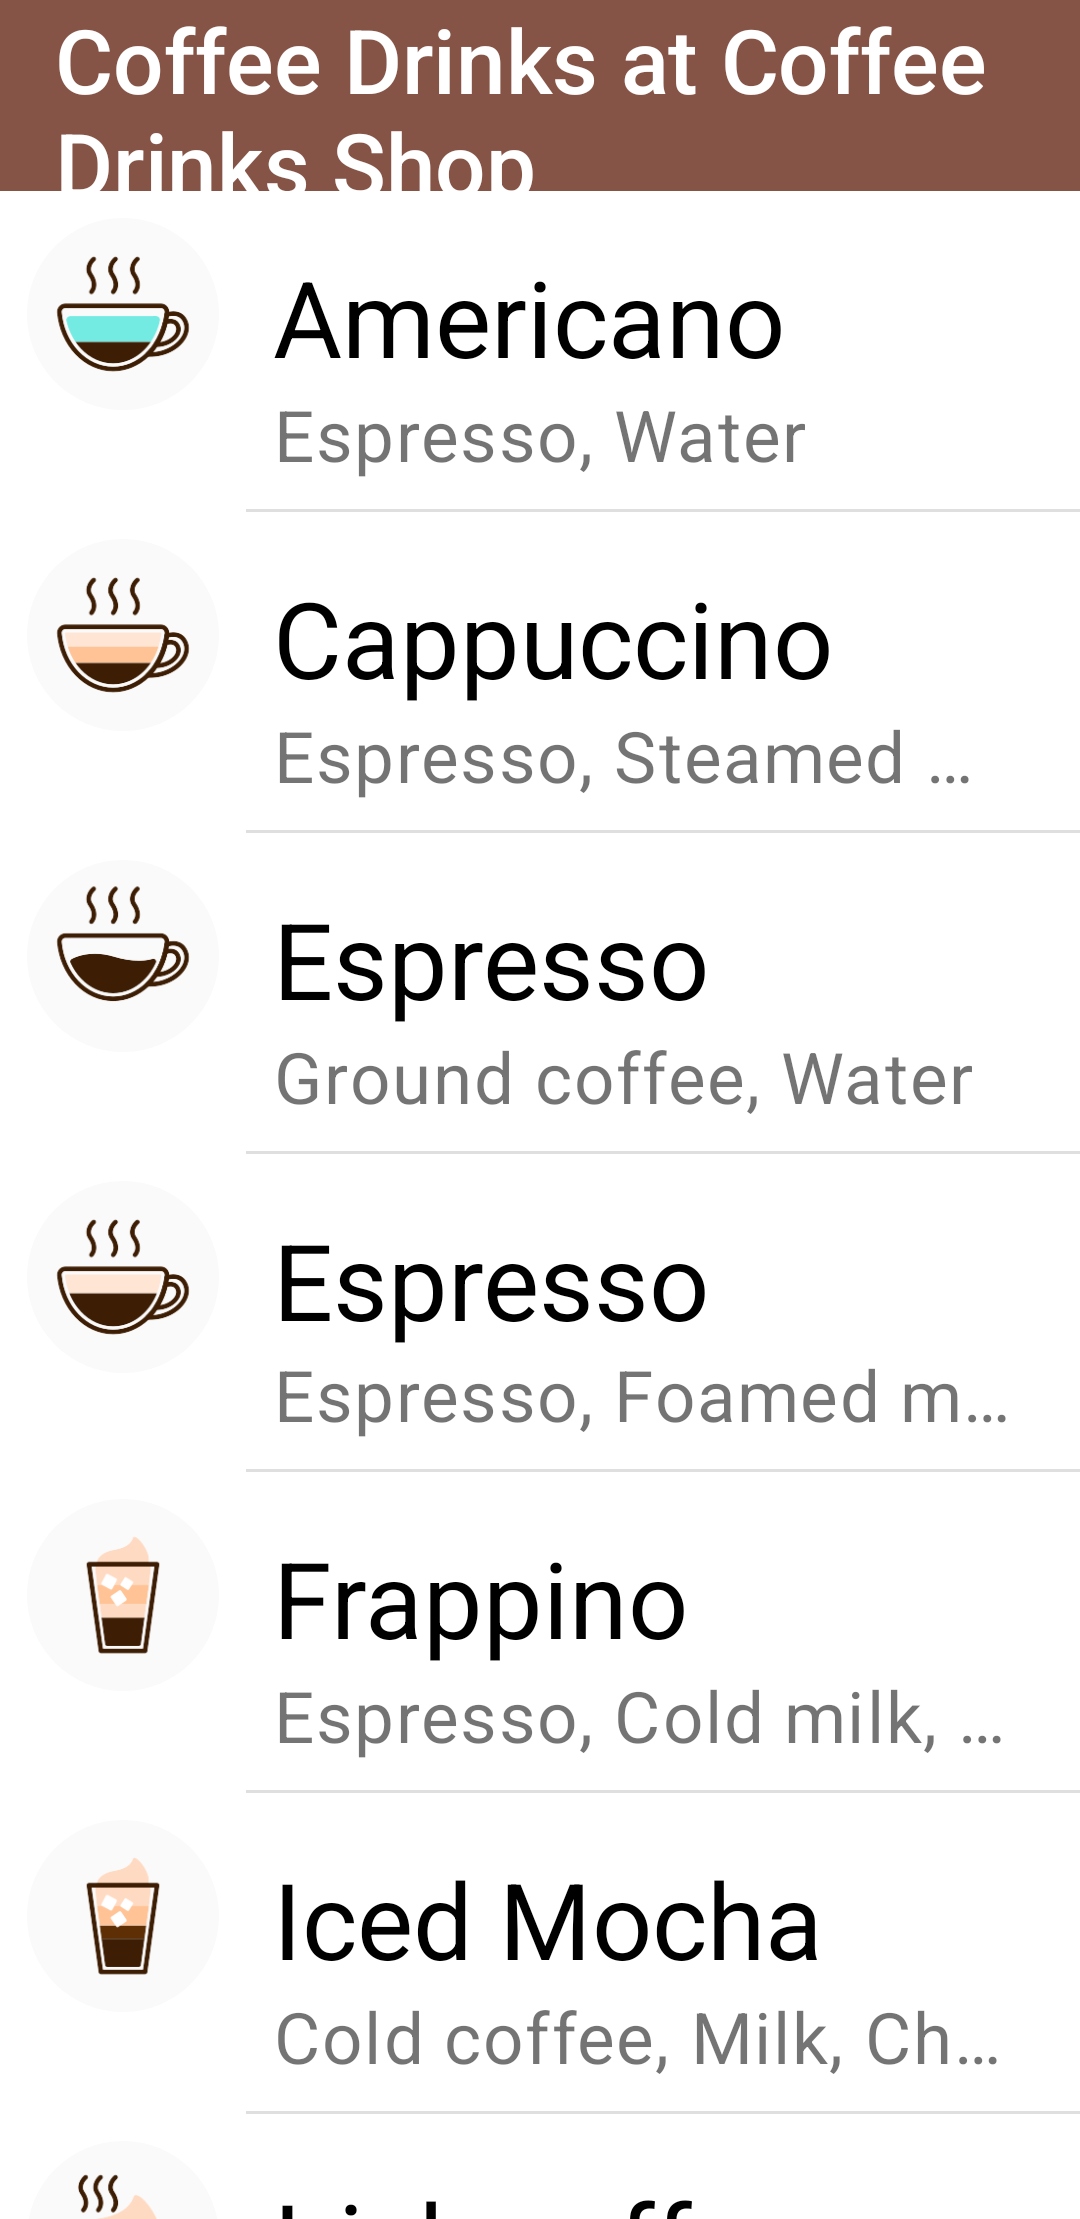 Coffee Drinks at Coffee
Drinks Shop
Americano
Espresso, Water
Cappuccino
Espresso, Steamed ...
Espresso
Ground coffee, Water
Espresso
Espresso, Foamed m...
Frappino
Espresso, Cold milk, ...
Iced Mocha
Cold coffee, Milk, Ch...